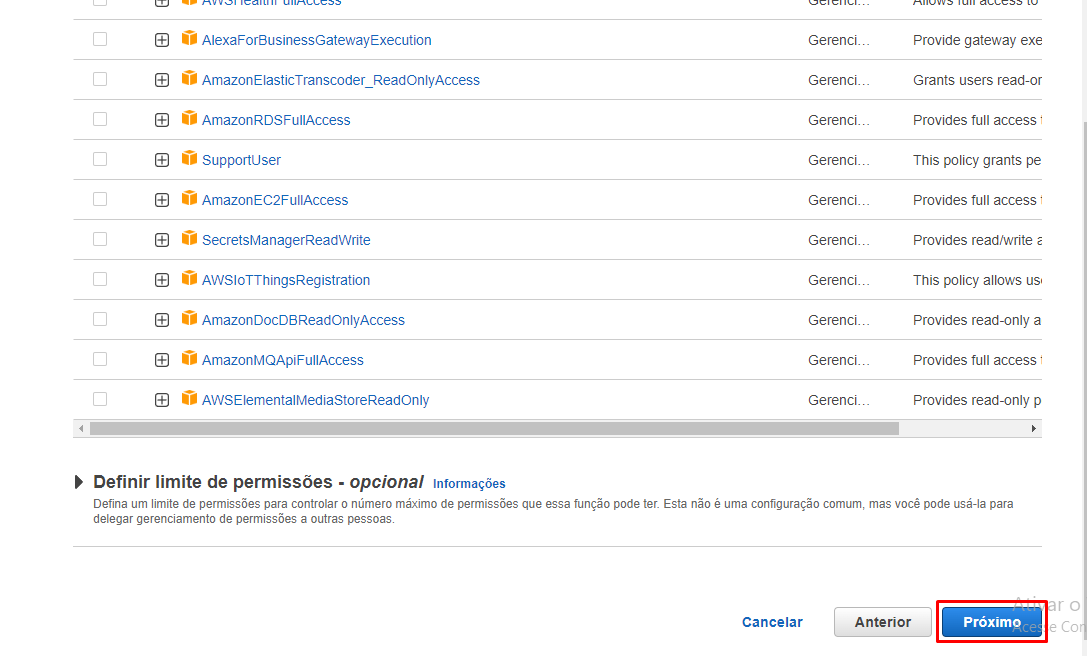 AWSHealthFullAccess Gerenci... Allows full access to
AlexaForBusinessGatewayExecution Gerenci... Provide gateway exe
AmazonElasticTranscoder_ReadOnlyAccess Gerenci... Grants users read-or
AmazonRDSFullAccess Gerenci... Provides full access t
SupportUser Gerenci... This policy grants pe
AmazonEC2FullAccess Gerenci... Provides full access t
SecretsManagerReadWrite Gerenci... Provides read/write a
AWSIoTThingsRegistration Gerenci... This policy allows us
AmazonDocDBReadOnlyAccess Gerenci... Provides read-only a
AmazonMQApiFullAccess Gerenci... Provides full access t
AWSElementalMediaStoreReadOnly Gerenci... Provides read-only p
Definir limite de permissões - opcional Informações
Defina um limite de permissões para controlar o número máximo de permissões que essa função pode ter. Esta não é uma configuração comum, mas você pode usá-la para
delegar gerenciamento de permissões a outras pessoas.
Ativar o
Cancelar Anterior Próximo
Acesse Con